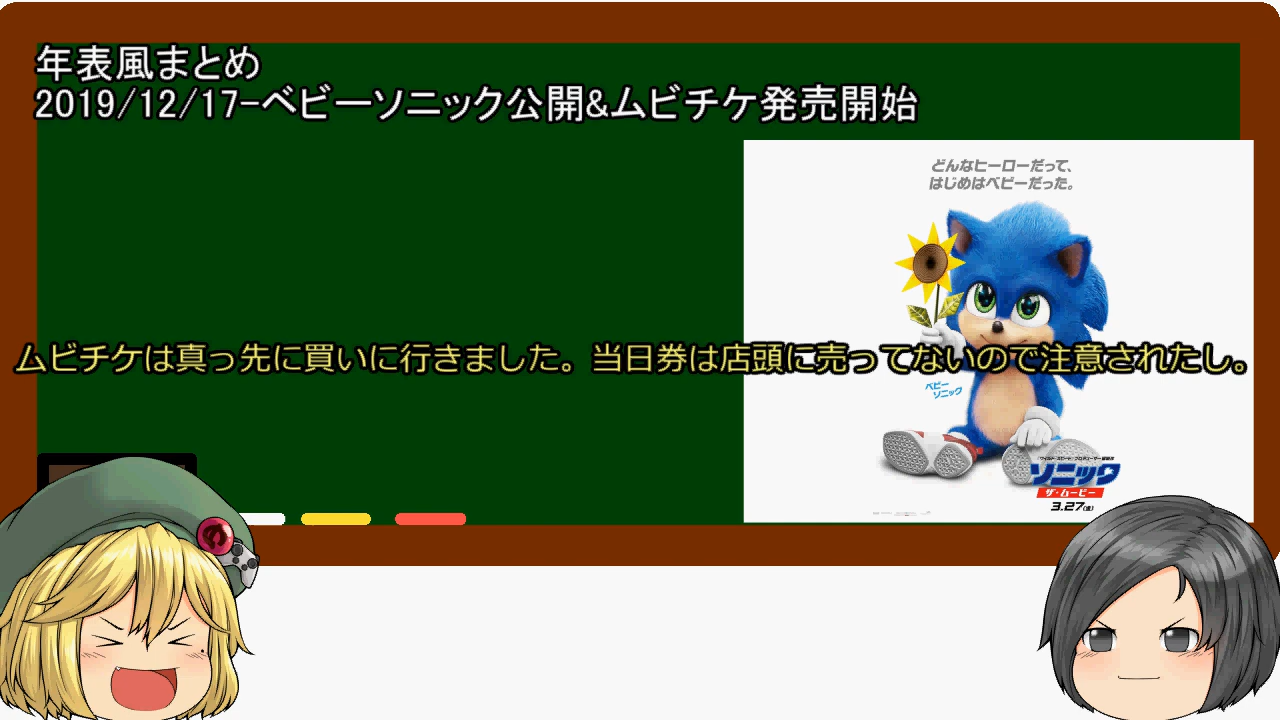 年表風まとめ
2019/12/17-ベビーソニック公開&ムビチケ発売開始
どんなヒーローだって、
はじめはベビーだった。
ムビチケは真っ先に買いに行きました。当日券は店頭に売ってないので注意されたし。
ベビー
ソニック
ソニック
ザ・ムービー
3.27(金)